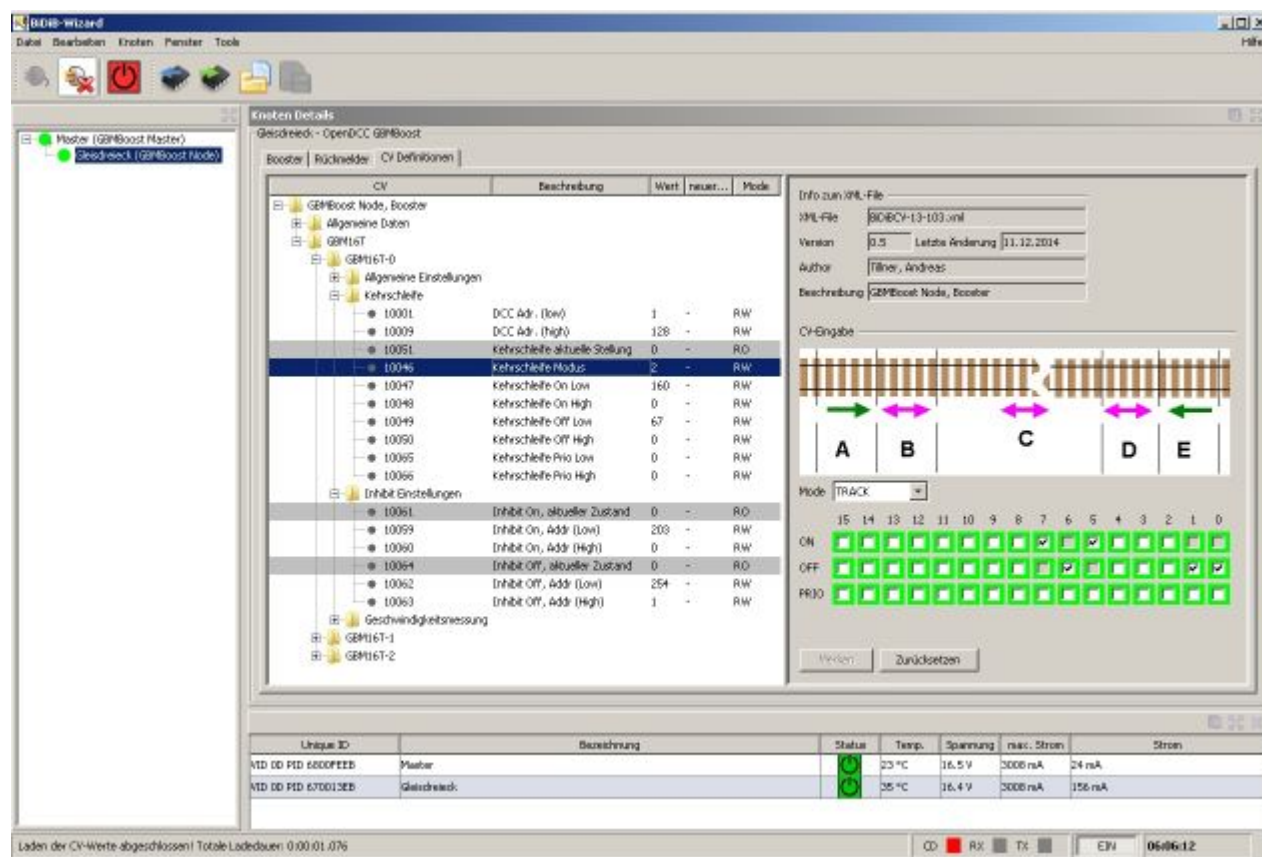 BiDiB-Wizard
Datei Bearbeiten Knoten Fenster Tools Hilfe
Knoten Details
Master (GBMBoost Master)
Gleisdreieck (GBMBoost Node)
Gleisdreieck - OpenDCC GBMBoost
Booster Rückmelder CV Definitionen
CV Beschreibung Wert neuer... Mode
GBMBoost Node, Booster
Allgemeine Daten
GBM16T
GBM16T-0
Allgemeine Einstellungen
Kehrschleife
10001 DCC Adr. (low) 1 - RW
10009 DCC Adr. (high) 128 - RW
10051 Kehrschleife aktuelle Stellung 0 - RO
10046 Kehrschleife Modus 2 - RW
10047 Kehrschleife On Low 160 - RW
10048 Kehrschleife On High 0 - RW
10049 Kehrschleife Off Low 67 - RW
10050 Kehrschleife Off High 0 - RW
10065 Kehrschleife Prio Low 0 - RW
10066 Kehrschleife Prio High 0 - RW
Inhibit Einstellungen
10061 Inhibit On, aktueller Zustand 0 - RO
10059 Inhibit On, Addr (Low) 203 - RW
10060 Inhibit On, Addr (High) 0 - RW
10064 Inhibit Off, aktueller Zustand 0 - RO
10062 Inhibit Off, Addr (Low) 254 - RW
10063 Inhibit Off, Addr (High) 1 - RW
Geschwindigkeitsmessung
GBM16T-1
GBM16T-2
Info zum XML-File
XML-File BiDiBCV-13-103.xml
Version 0.5 Letzte Änderung 11.12.2014
Author Tillner, Andreas
Beschreibung GBMBoost Node, Booster
CV-Eingabe
A B C D E
Mode TRACK
15 14 13 12 11 10 9 8 7 6 5 4 3 2 1 0
ON
OFF
PRIO
Merken Zurücksetzen
Unique ID Bezeichnung Status Temp. Spannung max. Strom Strom
VID 0D PID 6800FEEB Master 23 °C 16.5 V 3008 mA 24 mA
VID 0D PID 670013EB Gleisdreieck 35 °C 16.4 V 3008 mA 156 mA
Laden der CV-Werte abgeschlossen! Totale Ladedauer: 0:00:01.076 CD RX TX EIN 06:06:12